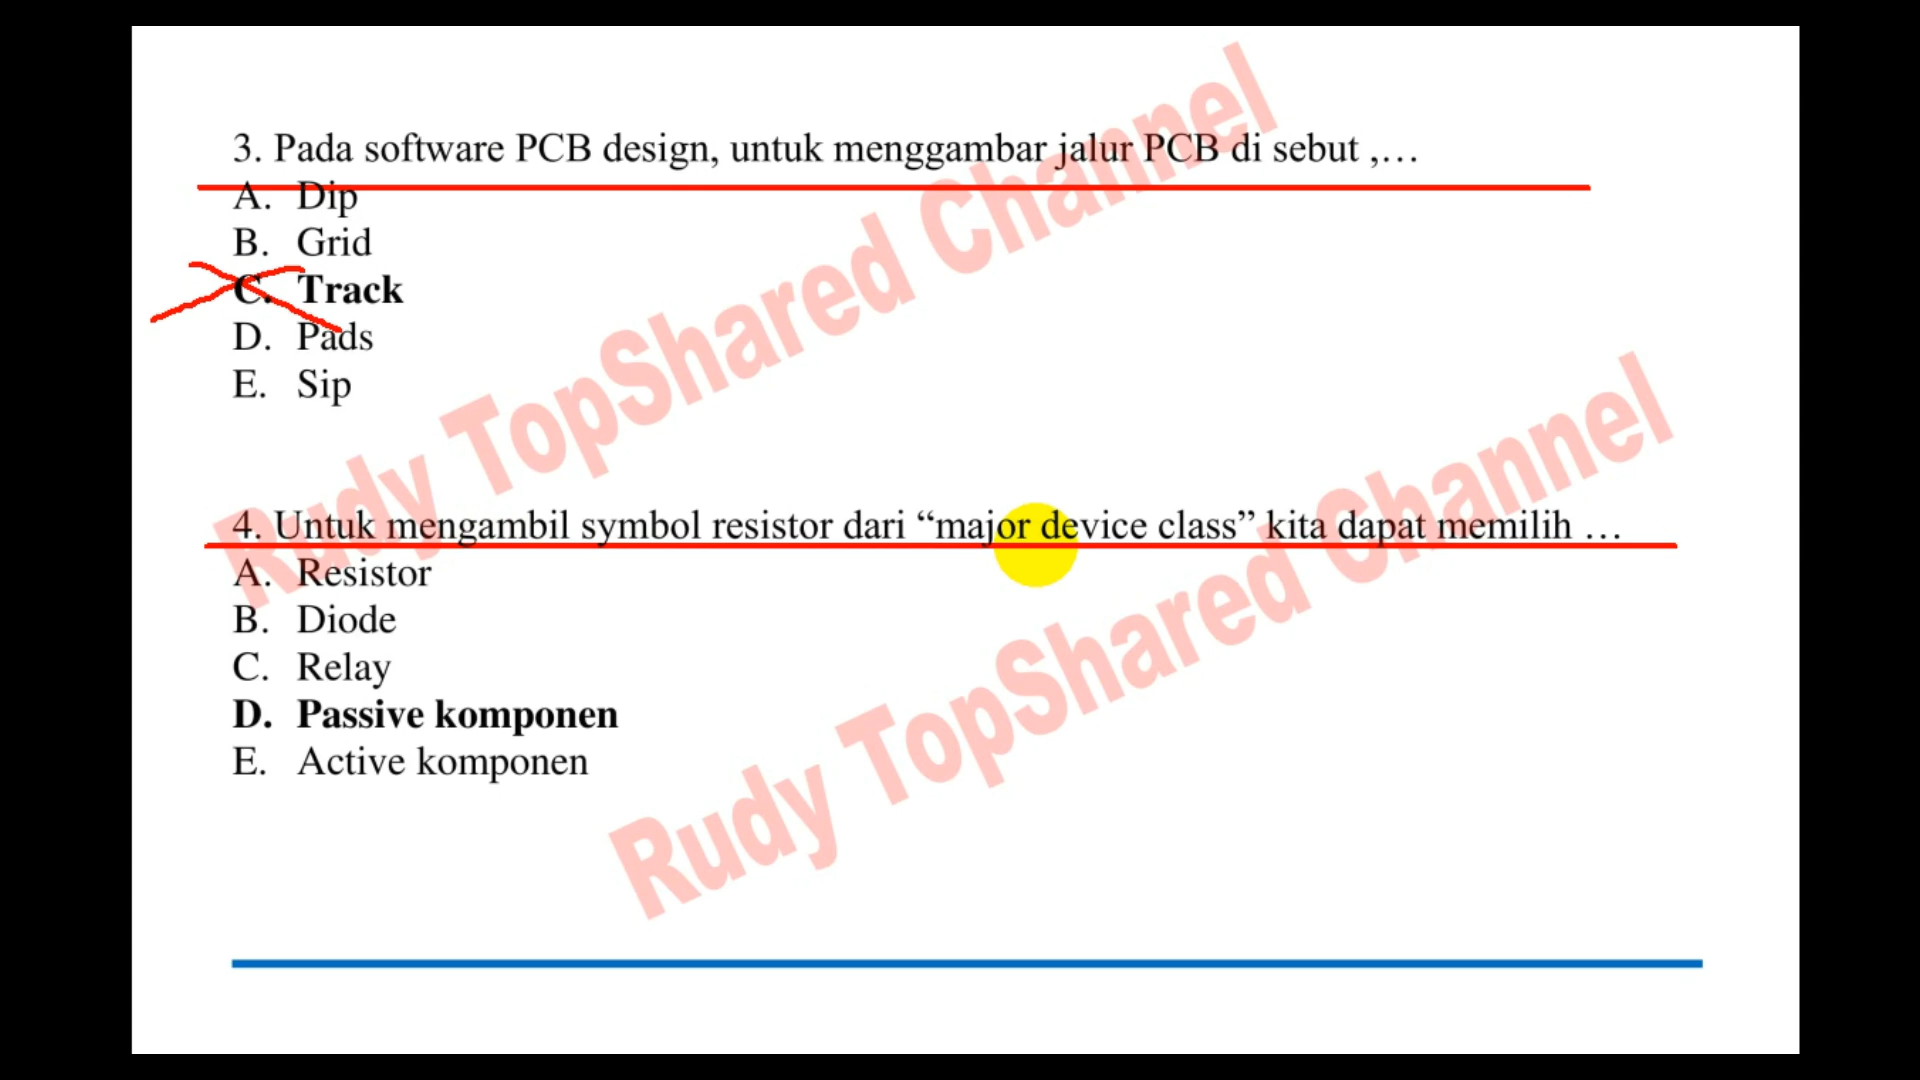 3. Pada software PCB design, untuk menggambar jalur PCB di sebut ,…
A. Dip
B. Grid
C. Track
D. Pads
E. Sip
4. Untuk mengambil symbol resistor dari “major device class” kita dapat memilih …
A. Resistor
B. Diode
C. Relay
D. Passive komponen
E. Active komponen
Rudy TopShared Channel
Rudy TopShared Channel